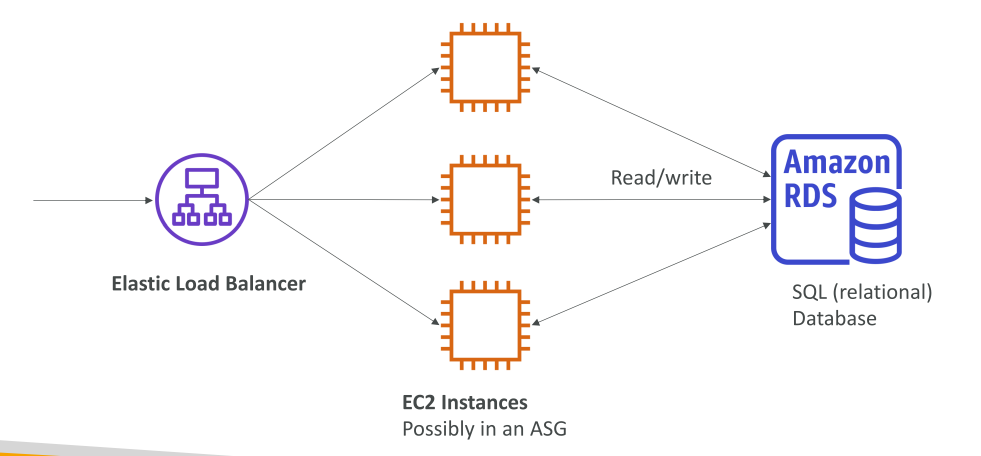 Elastic Load Balancer
EC2 Instances
Possibly in an ASG
Read/write
Amazon
RDS
SQL (relational)
Database